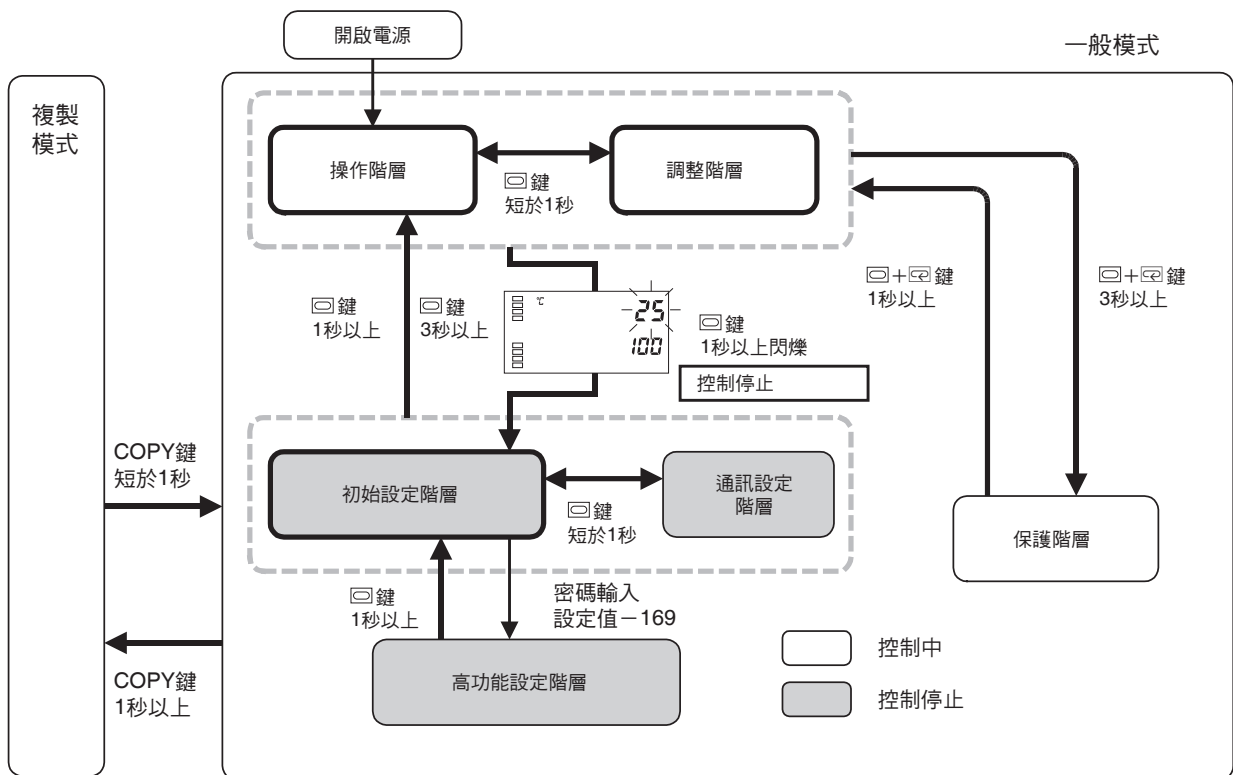 開啟電源
一般模式
複製
模式
操作階層
調整階層
鍵
短於1秒
鍵
1秒以上
鍵
3秒以上
℃
25
100
鍵
1秒以上閃爍
控制停止
+ 鍵
1秒以上
+ 鍵
3秒以上
COPY鍵
短於1秒
初始設定階層
通訊設定
階層
鍵
短於1秒
保護階層
鍵
1秒以上
密碼輸入
設定值－169
COPY鍵
1秒以上
高功能設定階層
控制中
控制停止